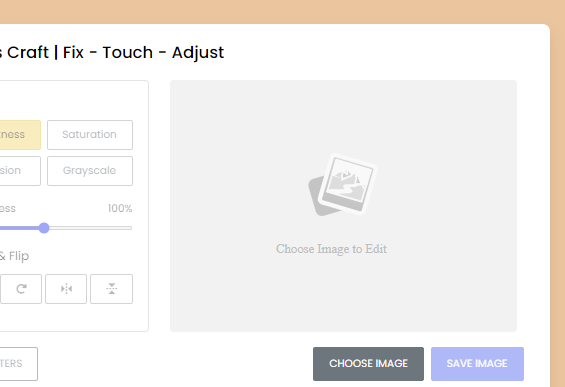 s Craft | Fix - Touch - Adjust
ness
Saturation
sion
Grayscale
ess
100%
& Flip
Choose Image to Edit
TERS
CHOOSE IMAGE
SAVE IMAGE